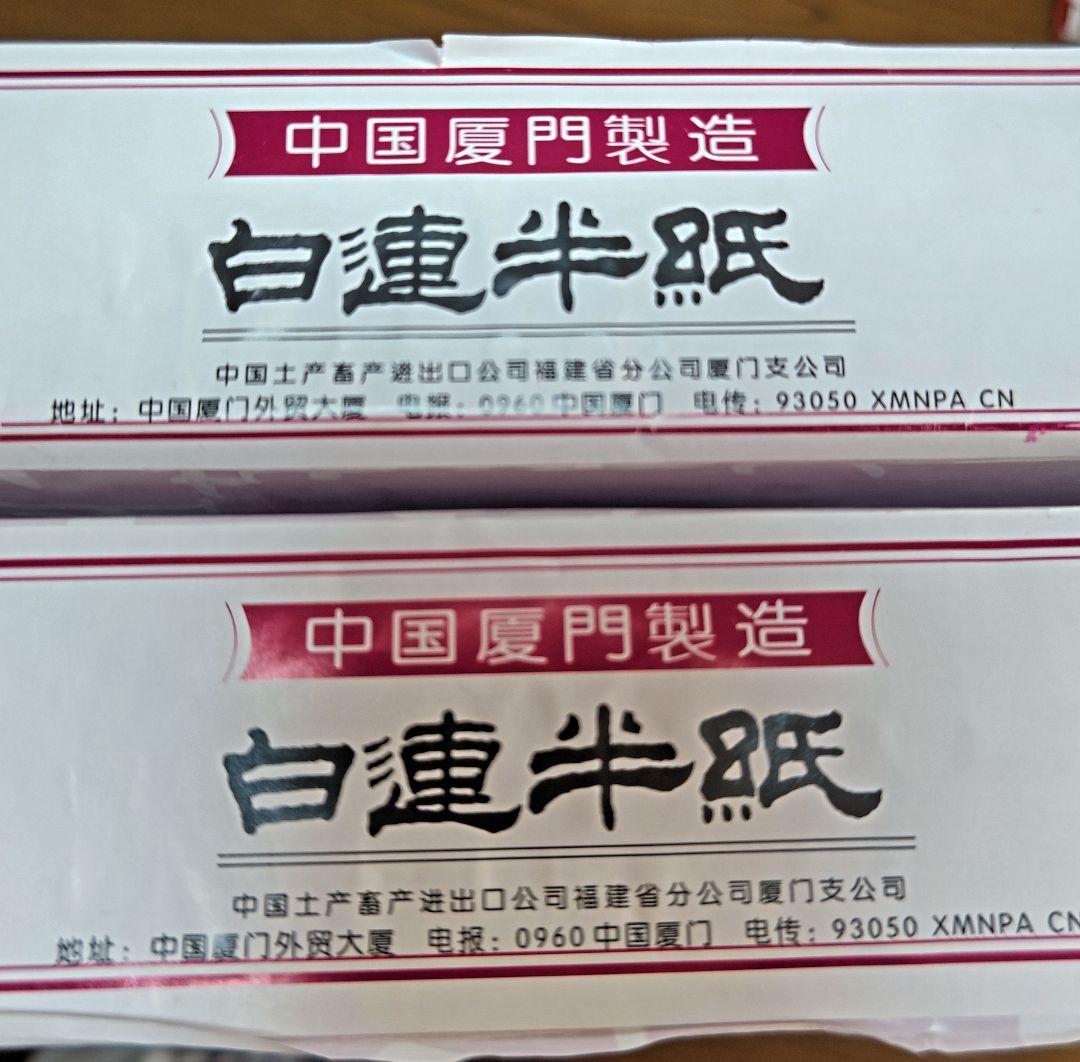 中国厦門製造
白連半紙
中国土产畜产进出口公司福建省分公司厦门支公司
地址：中国厦门外贸大厦 电报：0960中国厦门 电传：93050 XMNPA CN
中国厦門製造
白連半紙
中国土产畜产进出口公司福建省分公司厦门支公司
地址：中国厦门外贸大厦 电报：0960中国厦门 电传：93050 XMNPA CN